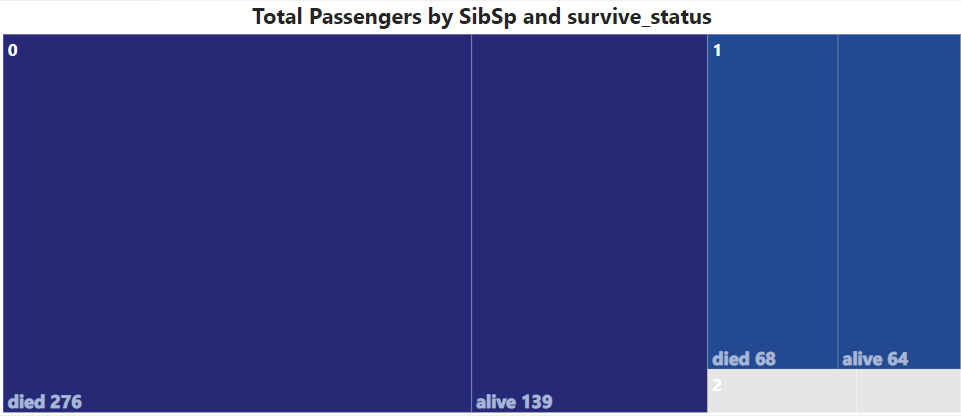 Total Passengers by SibSp and survive_status
0
died 276
alive 139
1
died 68
alive 64
2